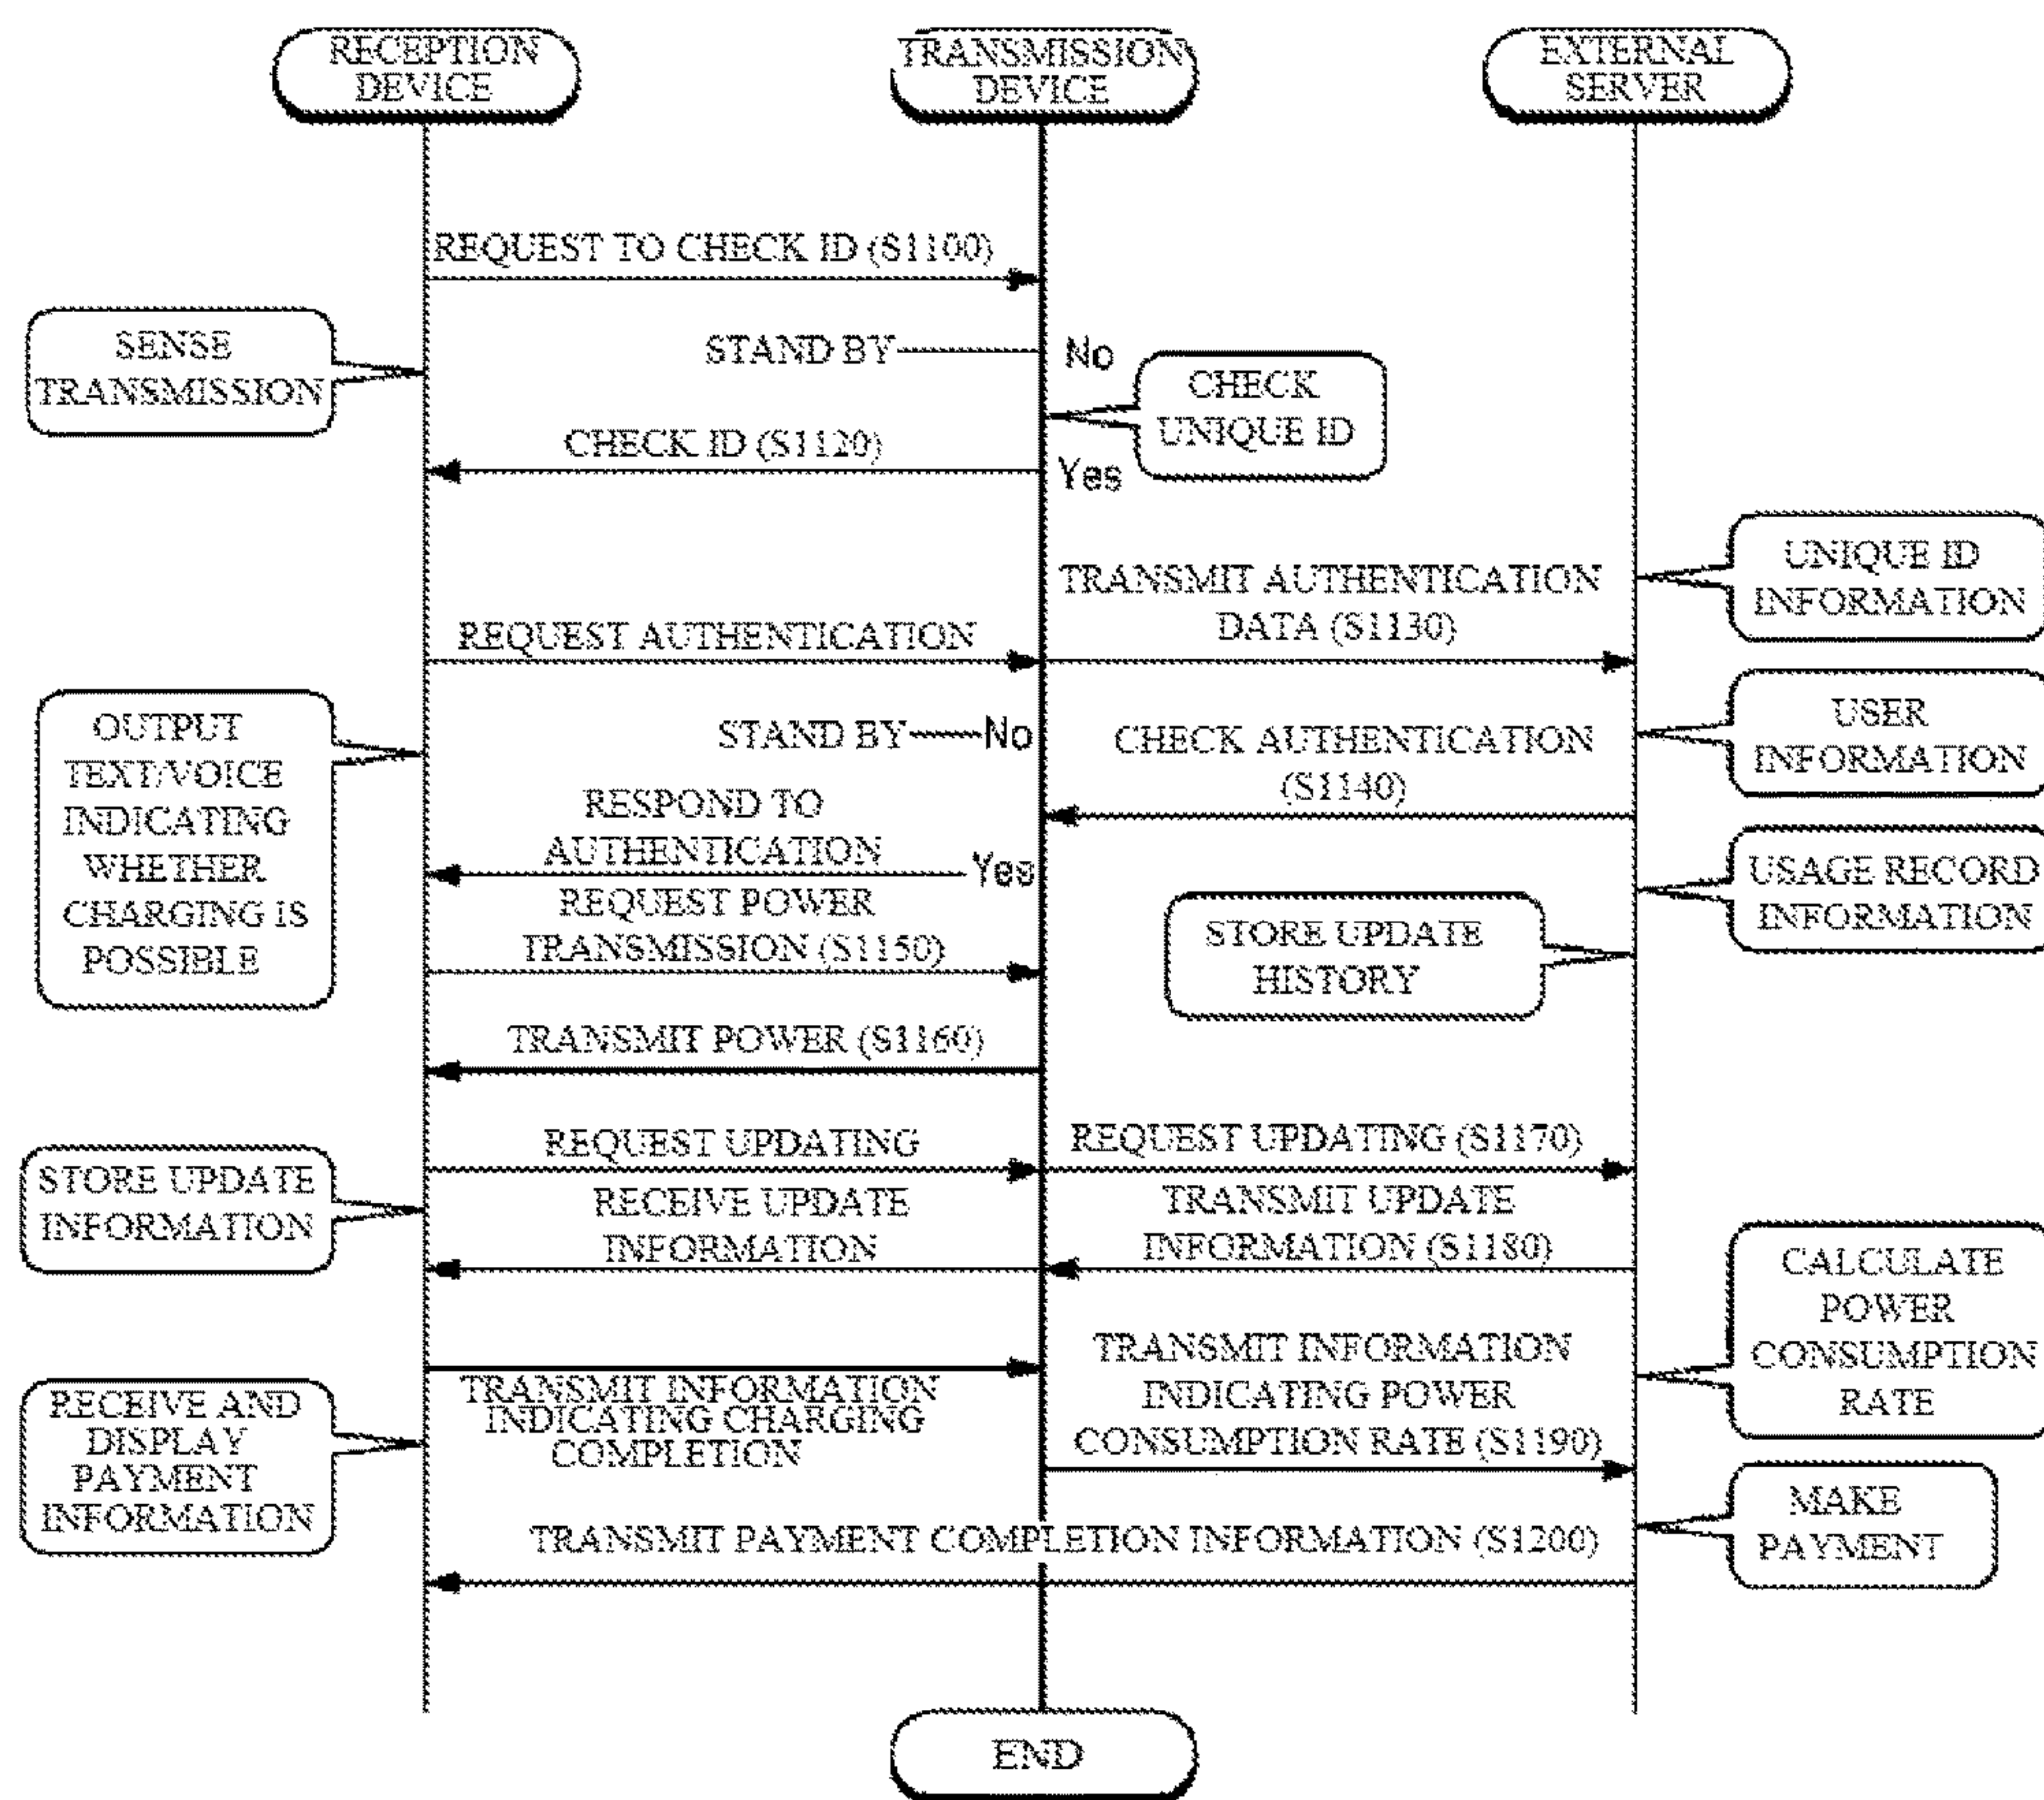 RECEPTION
DEVICE
TRANSMISSION
DEVICE
EXTERNAL
SERVER
REQUEST TO CHECK ID (S1100)
SENSE
TRANSMISSION
STAND BY
No
CHECK
UNIQUE ID
CHECK ID (S1120)
Yes
UNIQUE ID
INFORMATION
TRANSMIT AUTHENTICATION
DATA (S1130)
REQUEST AUTHENTICATION
OUTPUT
TEXT/VOICE
INDICATING
WHETHER
CHARGING IS
POSSIBLE
STAND BY
No
CHECK AUTHENTICATION
(S1140)
USER
INFORMATION
RESPOND TO
AUTHENTICATION
Yes
USAGE RECORD
INFORMATION
REQUEST POWER
TRANSMISSION (S1150)
STORE UPDATE
HISTORY
TRANSMIT POWER (S1160)
REQUEST UPDATING
REQUEST UPDATING (S1170)
STORE UPDATE
INFORMATION
RECEIVE UPDATE
INFORMATION
TRANSMIT UPDATE
INFORMATION (S1180)
CALCULATE
POWER
CONSUMPTION
RATE
TRANSMIT INFORMATION
INDICATING CHARGING
COMPLETION
TRANSMIT INFORMATION
INDICATING POWER
CONSUMPTION RATE (S1190)
RECEIVE AND
DISPLAY
PAYMENT
INFORMATION
MAKE
PAYMENT
TRANSMIT PAYMENT COMPLETION INFORMATION (S1200)
END